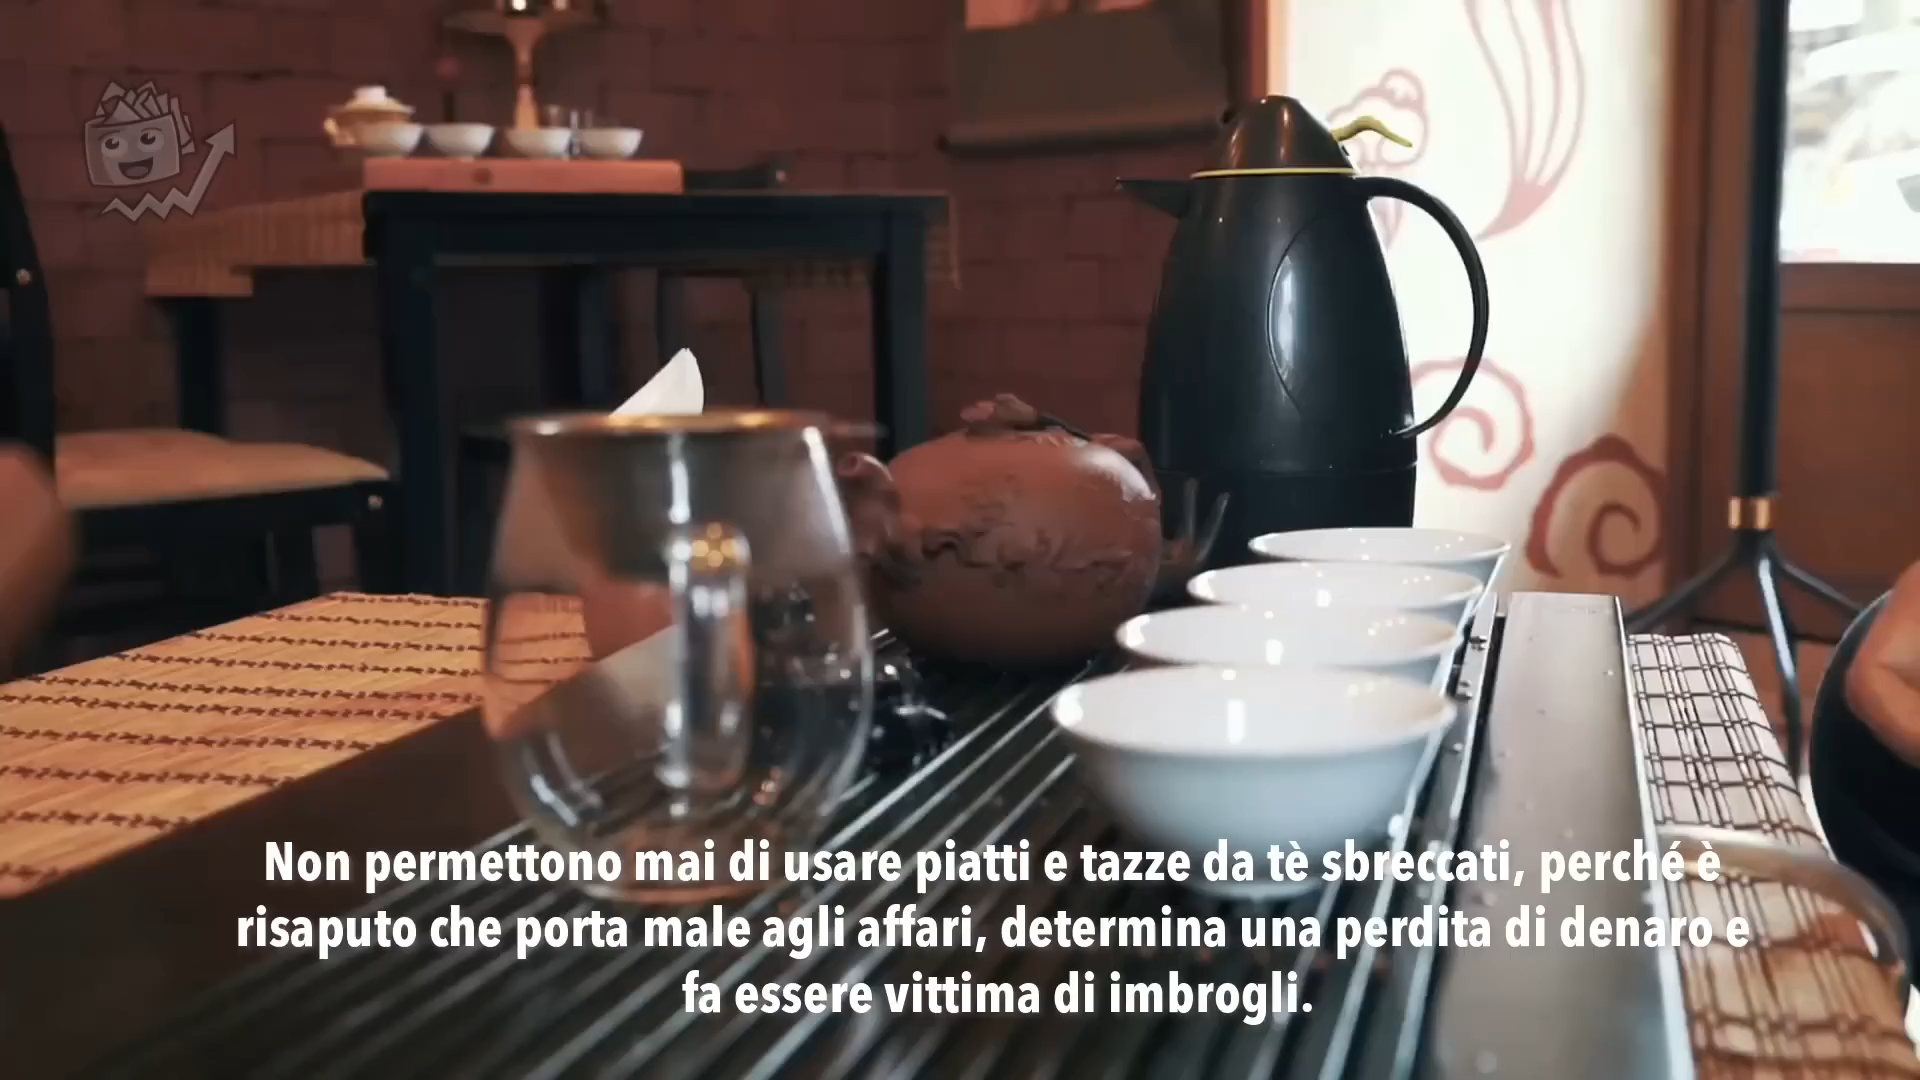 Non permettono mai di usare piatti e tazze da tè sbreccati, perché è
risaputo che porta male agli affari, determina una perdita di denaro e
fa essere vittima di imbrogli.